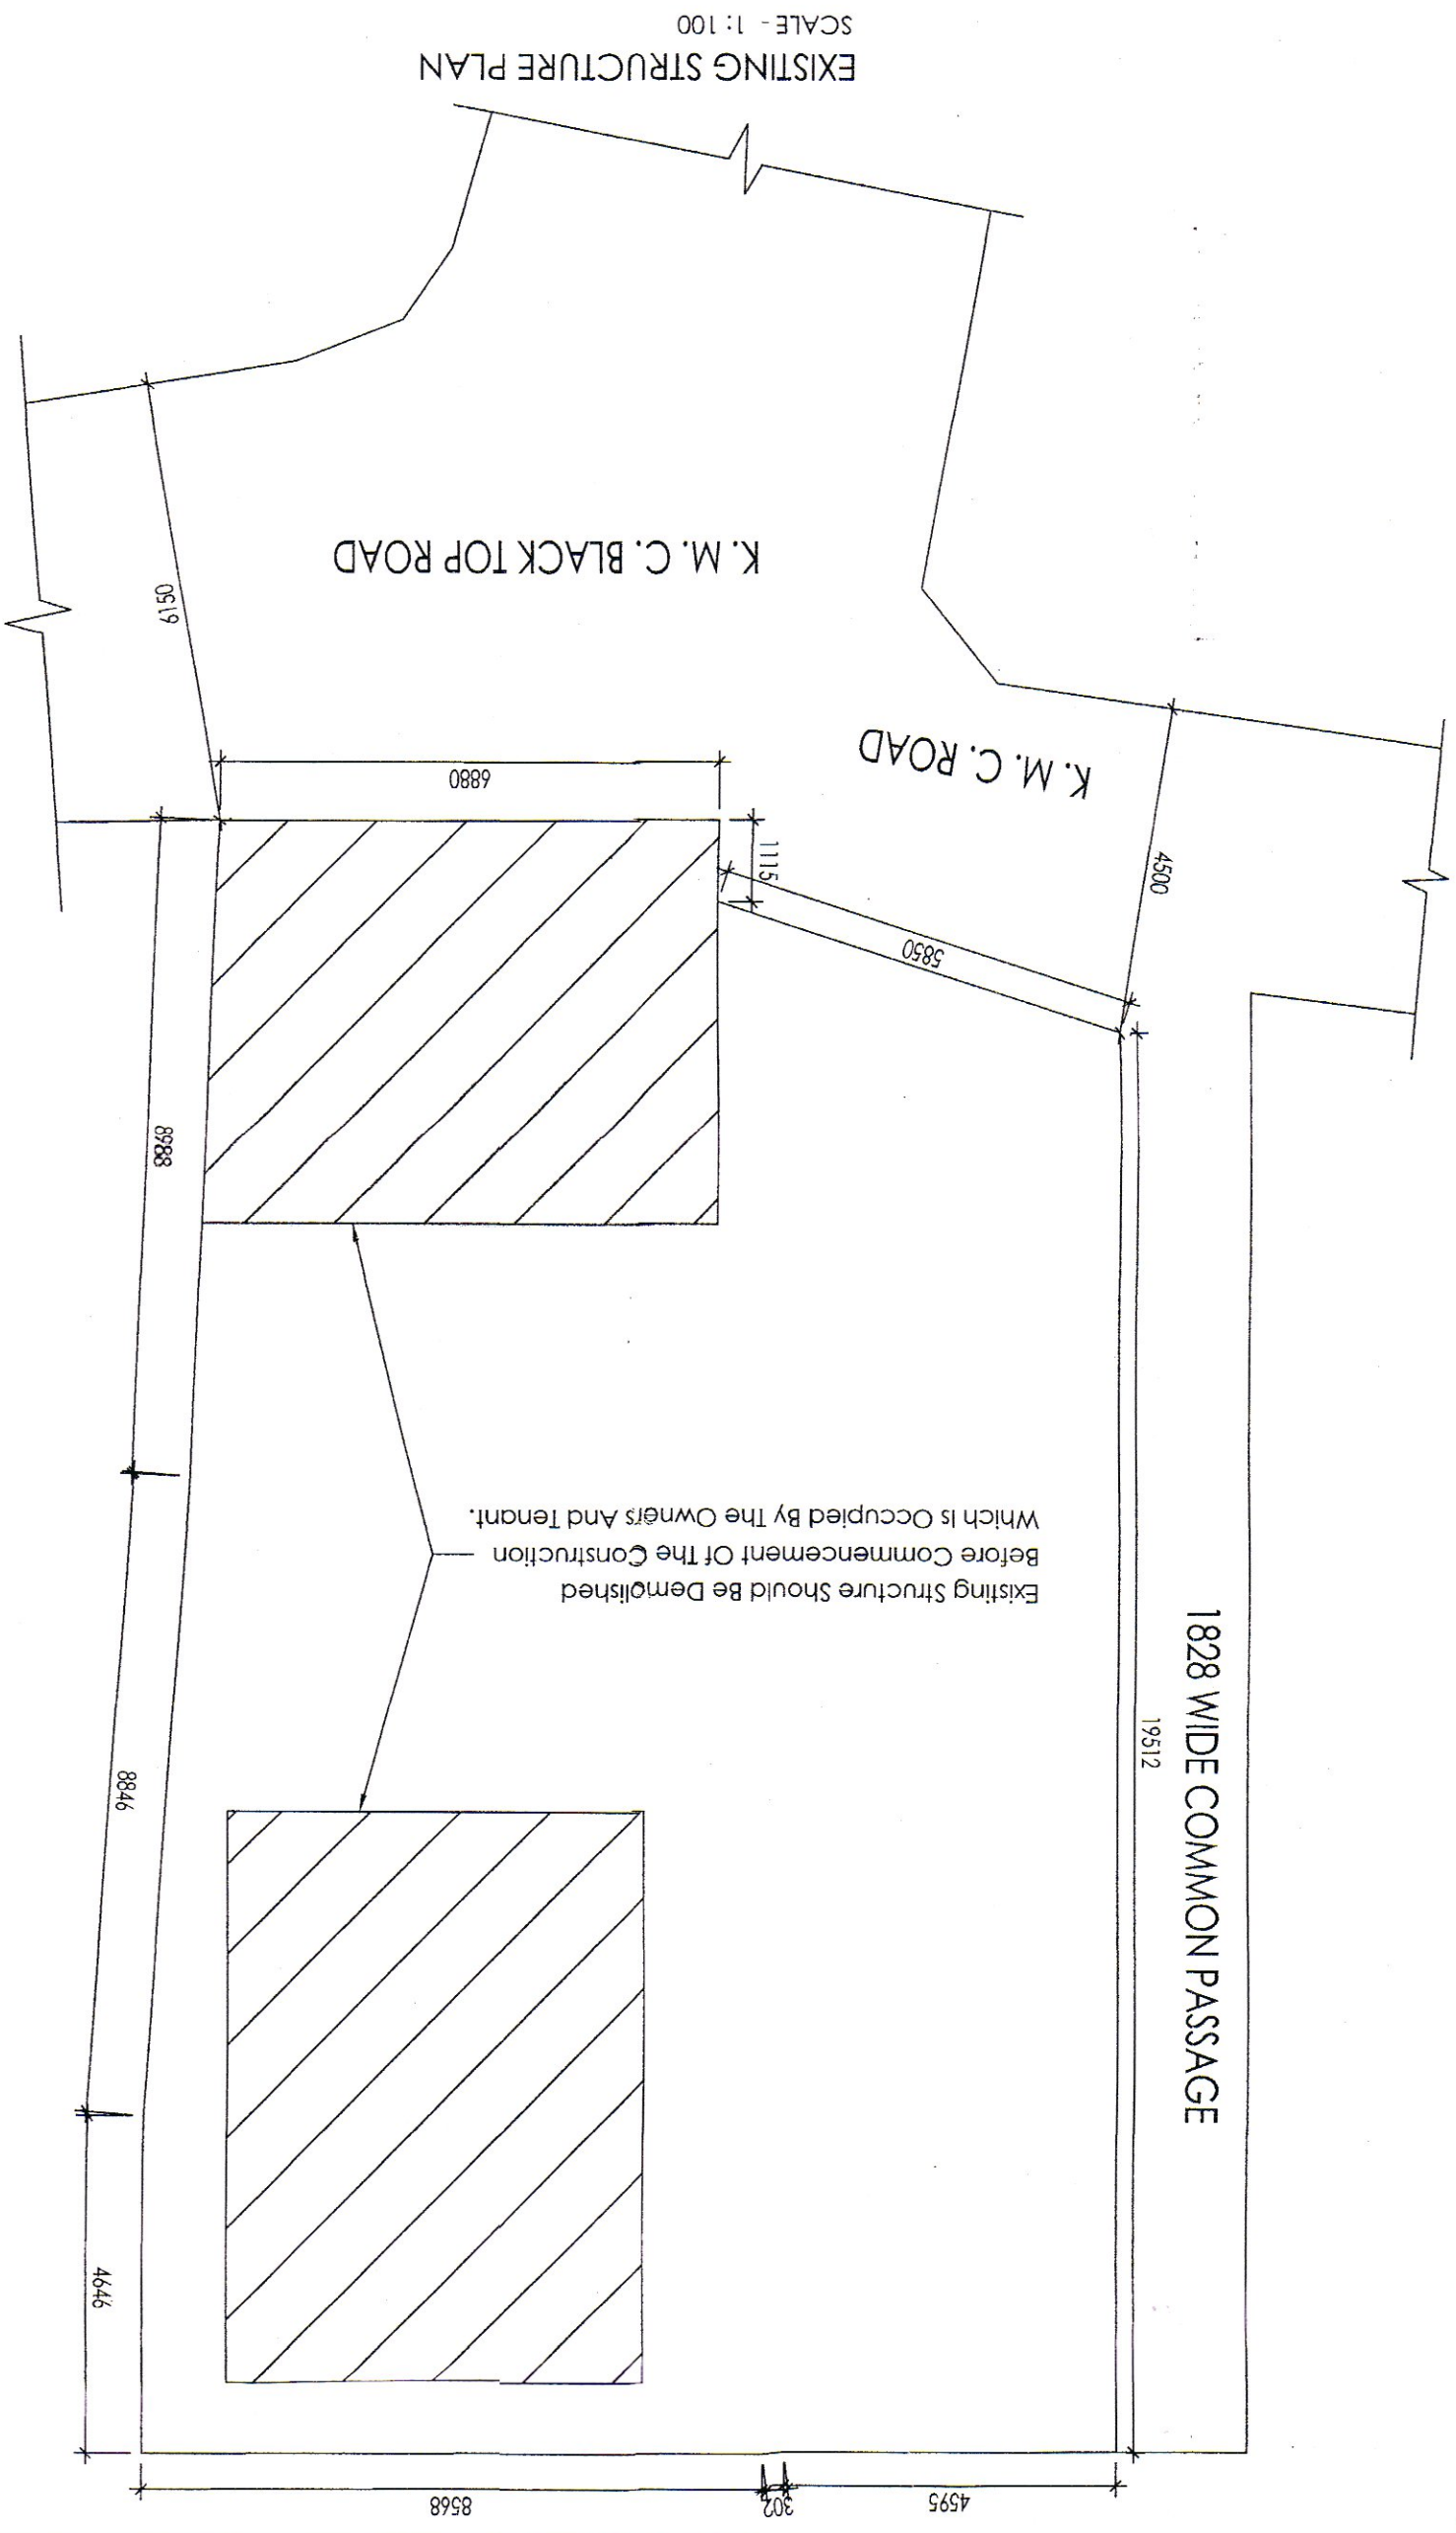 4595
302
8568
4646
1828 WIDE COMMON PASSAGE
19512
8846
Existing Structure Should Be Demolished
Before Commencement Of The Construction
Which Is Occupied By The Owners And Tenant.
8988
5850
4500
1115
6880
K. M. C. ROAD
6150
K. M. C. BLACK TOP ROAD
EXISTING STRUCTURE PLAN
SCALE - 1: 100